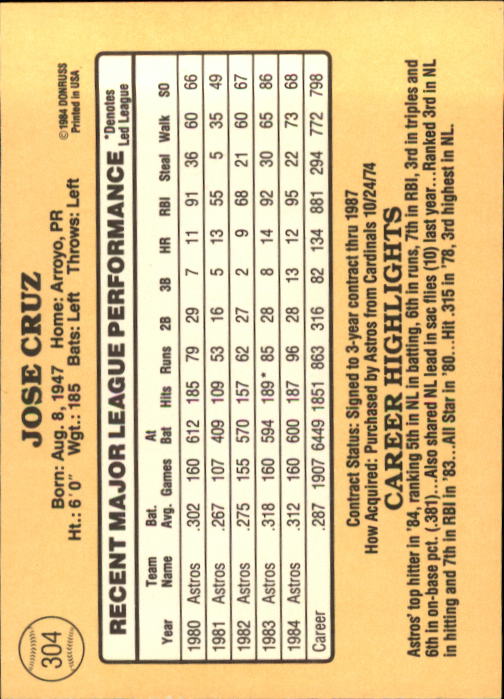 304
JOSE CRUZ
Born: Aug. 8, 1947 Home: Arroyo, PR
Ht.: 6'0" Wgt.: 185 Bats: Left Throws: Left
©1984 DONRUSS
Printed in USA
RECENT MAJOR LEAGUE PERFORMANCE *Denotes Led League
Year Team Name Bat. Avg. Games At Bat Hits Runs 2B 3B HR RBI Steal Walk SO
1980 Astros .302 160 612 185 79 29 7 11 91 36 60 66
1981 Astros .267 107 409 109 53 16 5 13 55 5 35 49
1982 Astros .275 155 570 157 62 27 2 9 68 21 60 67
1983 Astros .318 160 594 189* 85 28 8 14 92 30 65 86
1984 Astros .312 160 600 187 96 28 13 12 95 22 73 68
Career .287 1907 6449 1851 863 316 82 134 881 294 772 798
Contract Status: Signed to 3-year contract thru 1987
How Acquired: Purchased by Astros from Cardinals 10/24/74
CAREER HIGHLIGHTS
Astros' top hitter in '84, ranking 5th in NL in batting, 6th in runs, 7th in RBI, 3rd in triples and
6th in on-base pct. (.381)...Also shared NL lead in sac flies (10) last year...Ranked 3rd in NL
in hitting and 7th in RBI in '83...All Star in '80...Hit .315 in '78, 3rd highest in NL.